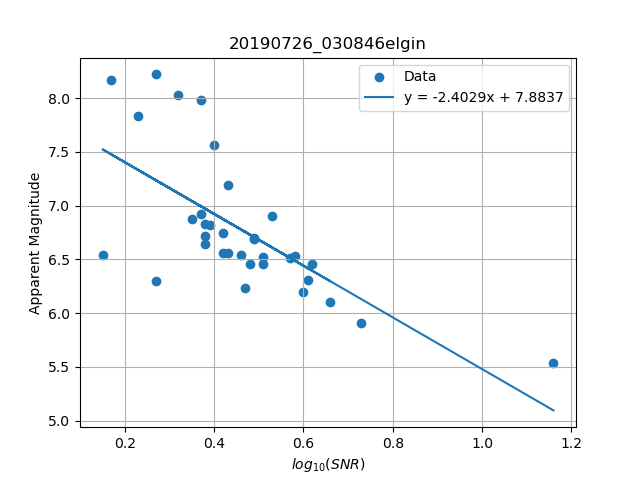 20190726_030846elgin
Data
y = -2.4029x + 7.8837
Apparent Magnitude
8.0
7.5
7.0
6.5
6.0
5.5
5.0
0.2 0.4 0.6 0.8 1.0 1.2
log₁₀(SNR)